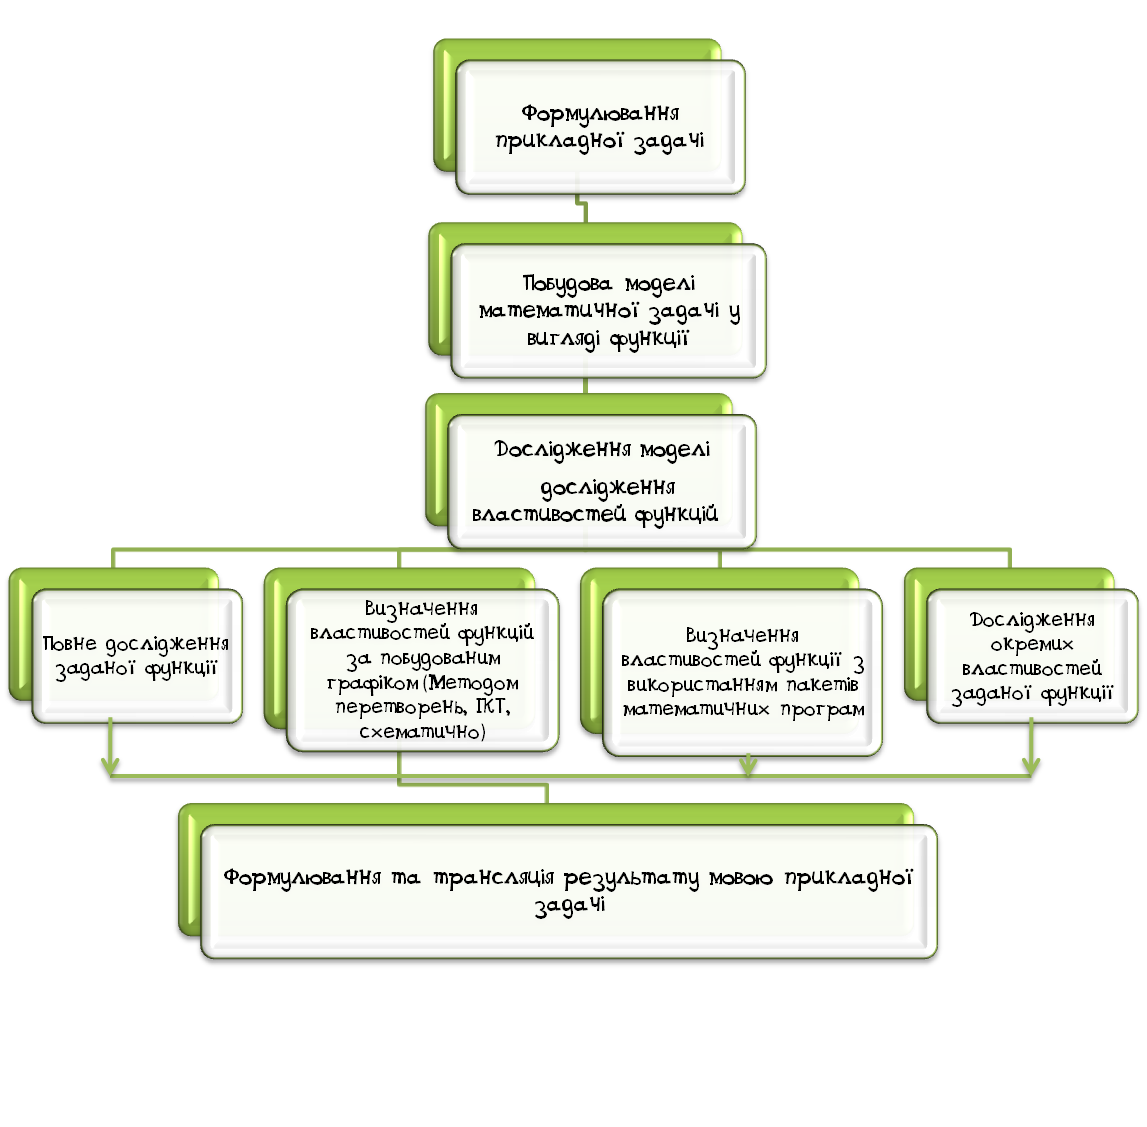 Формулювання
прикладної задачі
Побудова моделі
математичної задачі у
вигляді функції
Дослідження моделі
дослідження
властивостей функцій
Повне дослідження
заданої функції
Визначення
властивостей функцій
за побудованим
графіком(Методом
перетворень, ГКТ,
схематично)
Визначення
властивостей функції з
використанням пакетів
математичних програм
Дослідження
окремих
властивостей
заданої функції
Формулювання та трансляція результату мовою прикладної
задачі